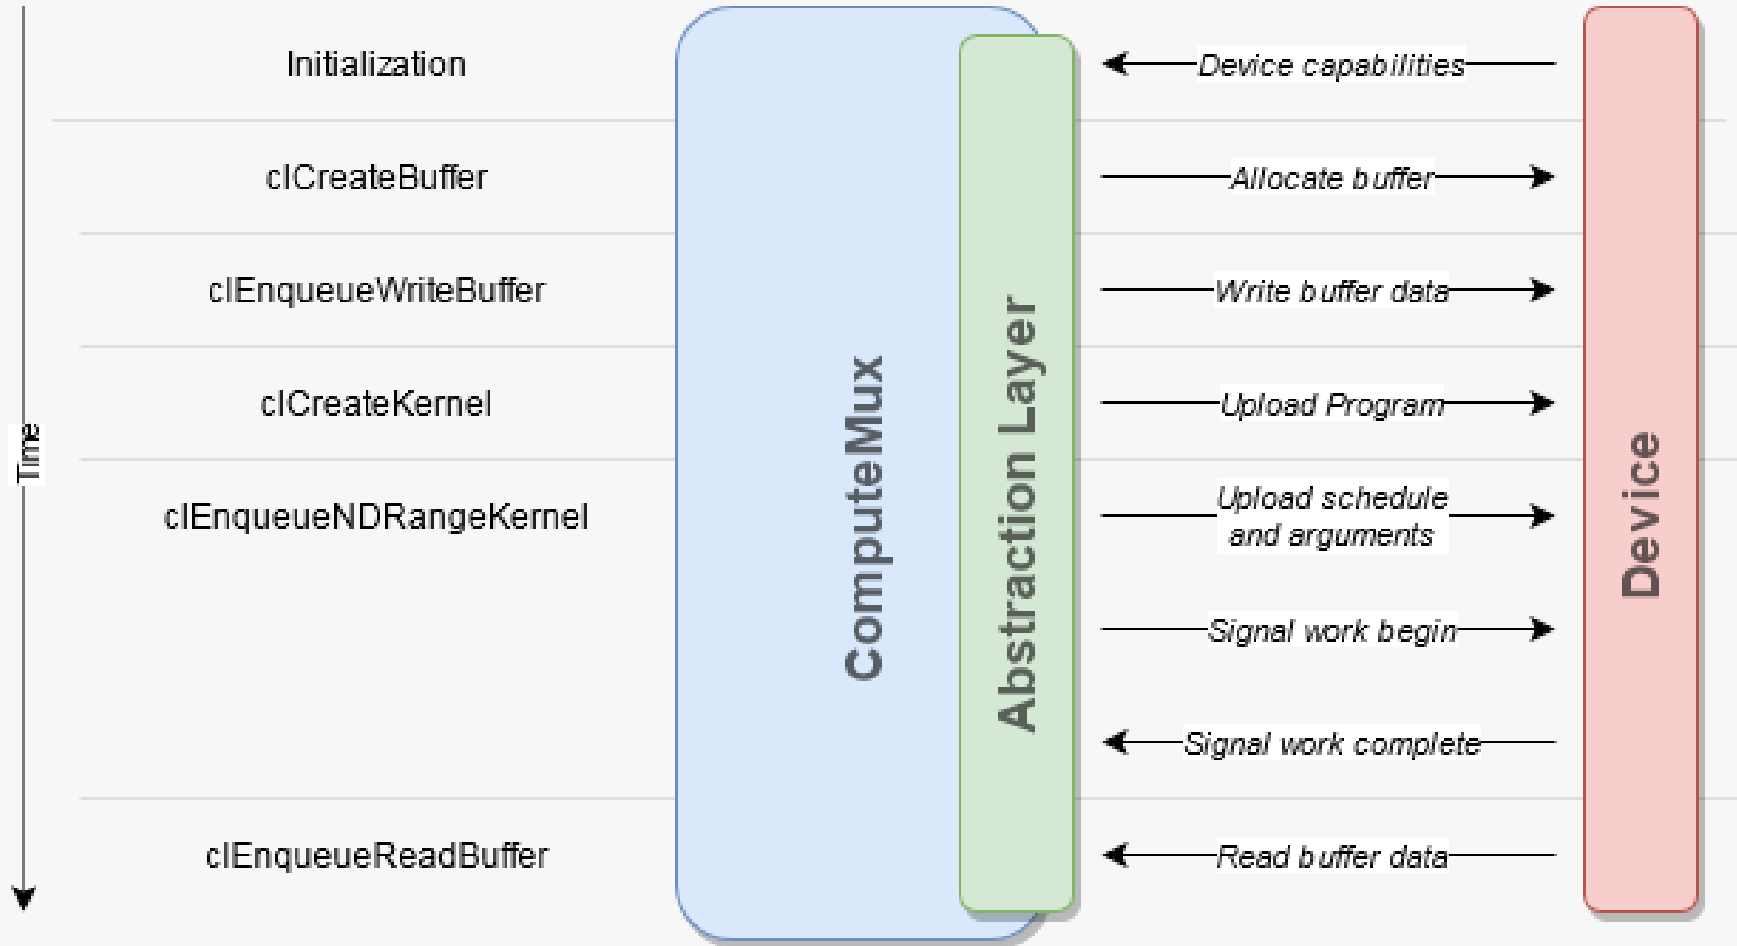 Initialization
Device capabilities
clCreateBuffer
Allocate buffer
clEnqueueWriteBuffer
Write buffer data
clCreateKernel
Upload Program
Time
clEnqueueNDRangeKernel
Upload schedule
and arguments
ComputeMux
Abstraction Layer
Device
Signal work begin
Signal work complete
clEnqueueReadBuffer
Read buffer data